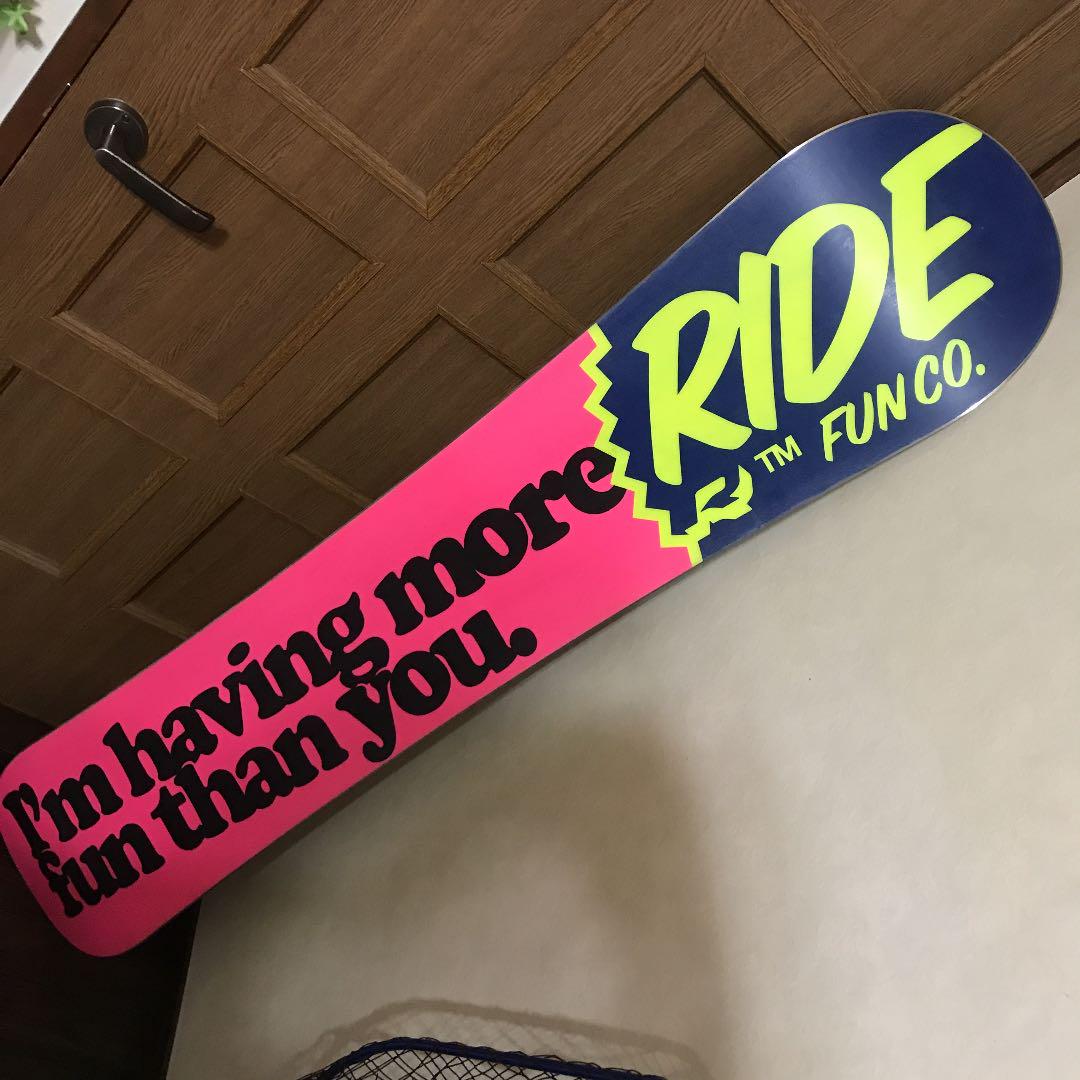 RIDE
™ FUN CO.
I'm having more
fun than you.